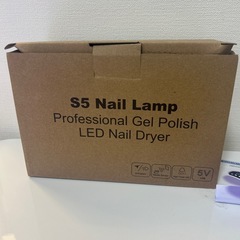 S5 Nail Lamp
Professional Gel Polish
LED Nail Dryer
5V